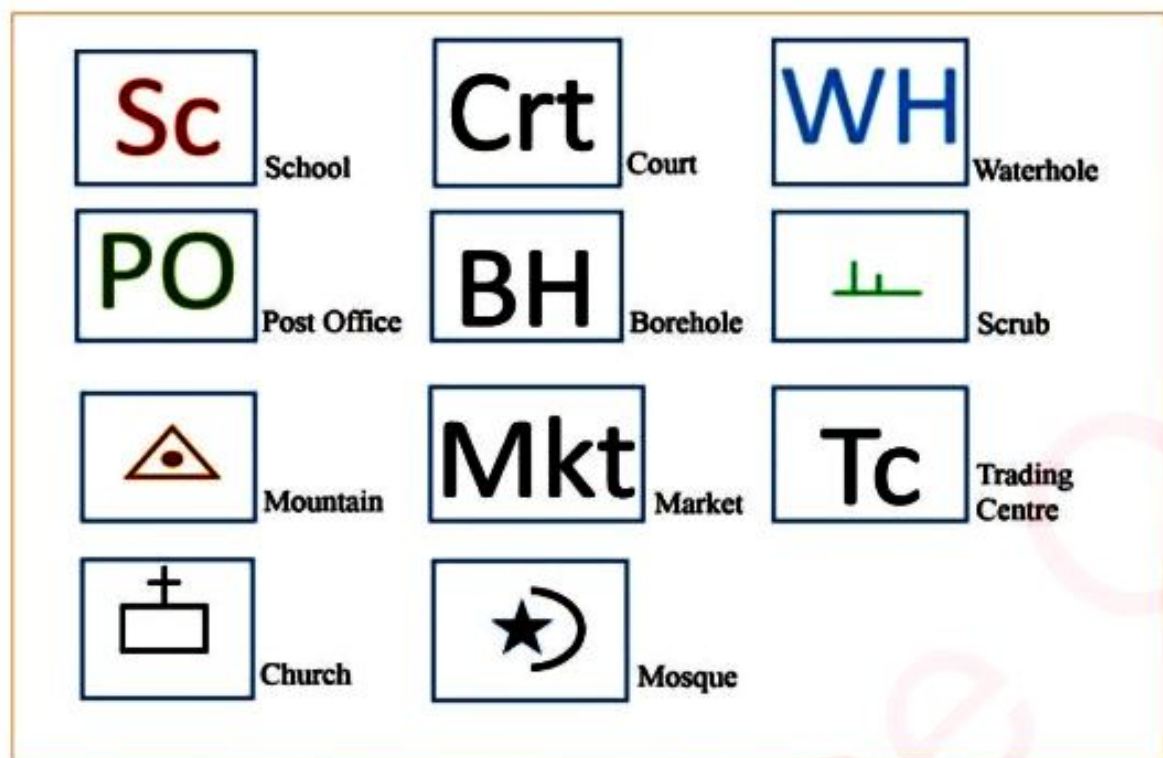 Sc School
Crt Court
WH Waterhole
PO Post Office
BH Borehole
Scrub
Mountain
Mkt Market
Tc Trading
Centre
Church
Mosque